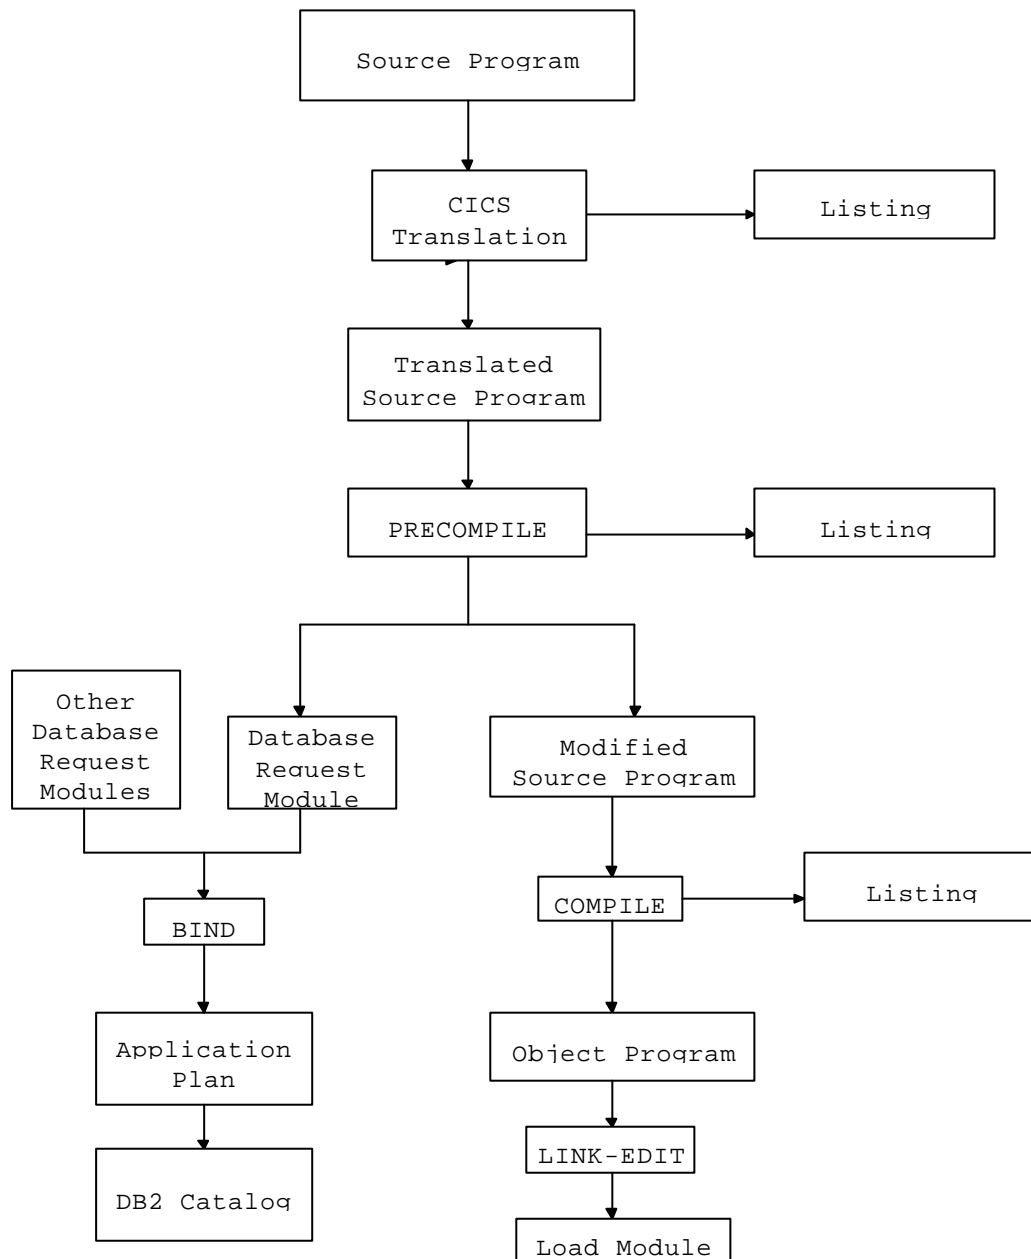 Source Program
CICS
Translation
Listing
Translated
Source Program
PRECOMPILE
Listing
Other
Database
Request
Modules
Database
Request
Module
Modified
Source Program
COMPILE
Listing
BIND
Application
Plan
Object Program
LINK-EDIT
DB2 Catalog
Load Module